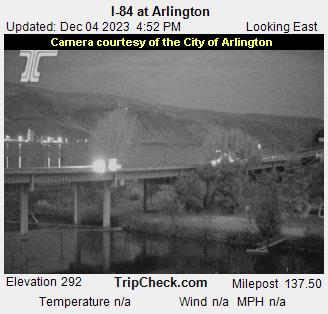 I-84 at Arlington
Updated: Dec 04 2023 4:52 PM Looking East
Camera courtesy of the City of Arlington
Elevation 292 TripCheck.com Milepost 137.50
Temperature n/a Wind n/a MPH n/a